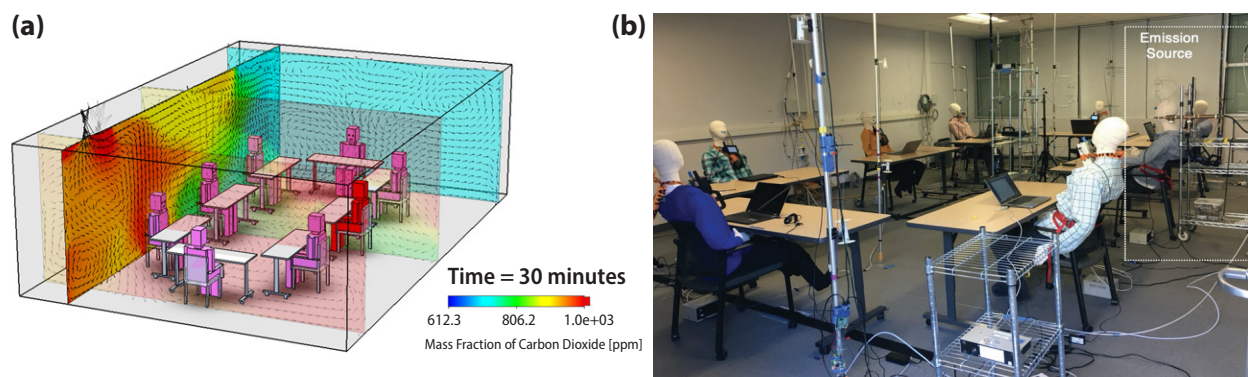 (a)
Time = 30 minutes
612.3 806.2 1.0e+03
Mass Fraction of Carbon Dioxide [ppm]
(b)
Emission
Source